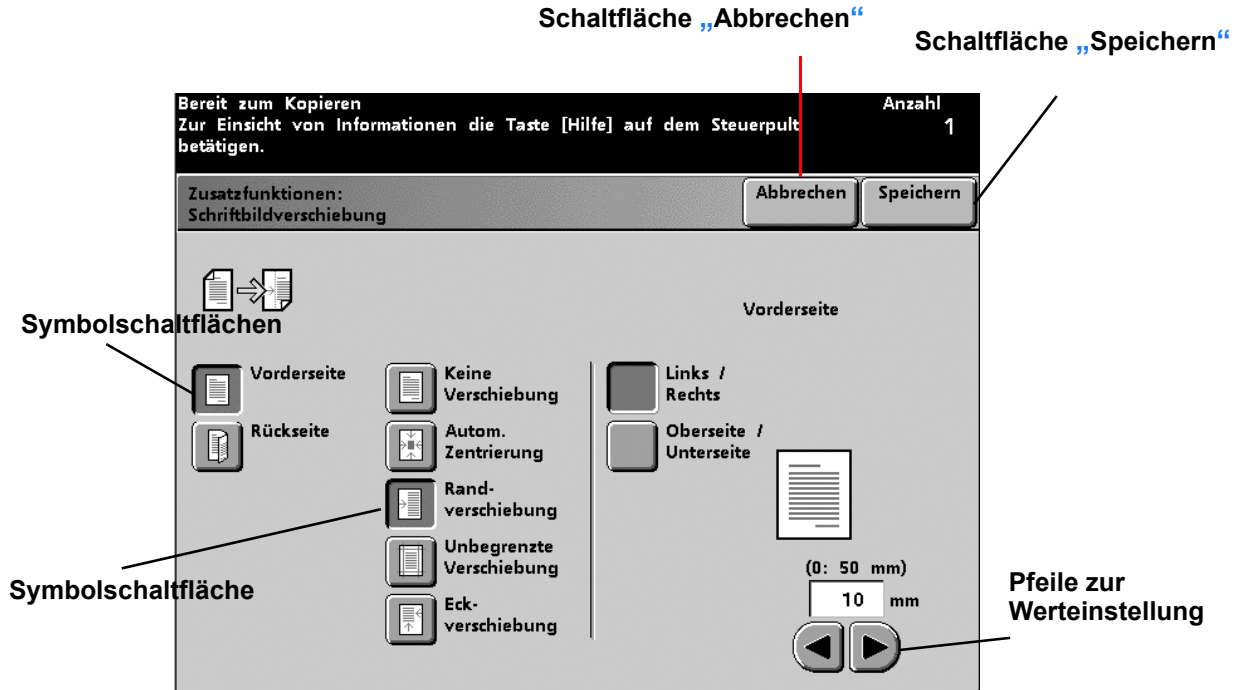 Schaltfläche „Abbrechen“
Schaltfläche „Speichern“
Bereit zum Kopieren
Anzahl
Zur Einsicht von Informationen die Taste [Hilfe] auf dem Steuerpult
1
betätigen.
Zusatzfunktionen:
Schriftbildverschiebung
Abbrechen
Speichern
Vorderseite
Symbolschaltflächen
Vorderseite
Rückseite
Keine
Verschiebung
Autom.
Zentrierung
Rand-
verschiebung
Unbegrenzte
Verschiebung
Eck-
verschiebung
Links /
Rechts
Oberseite /
Unterseite
(0: 50 mm)
10 mm
Symbolschaltfläche
Pfeile zur
Werteinstellung